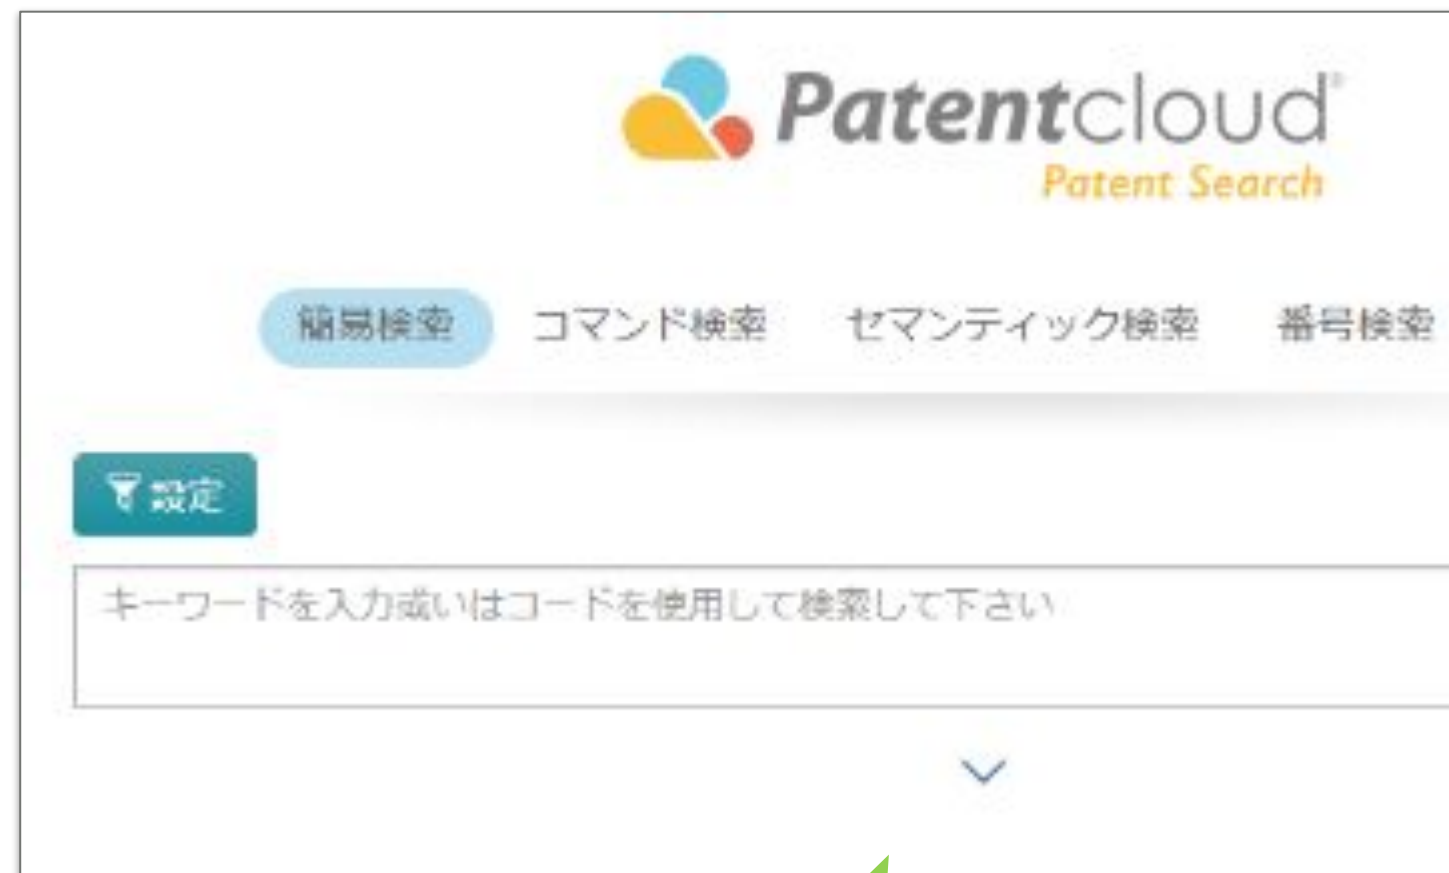 Patentcloud®
Patent Search
簡易検索 コマンド検索 セマンティック検索 番号検索
設定
キーワードを入力或いはコードを使用して検索して下さい